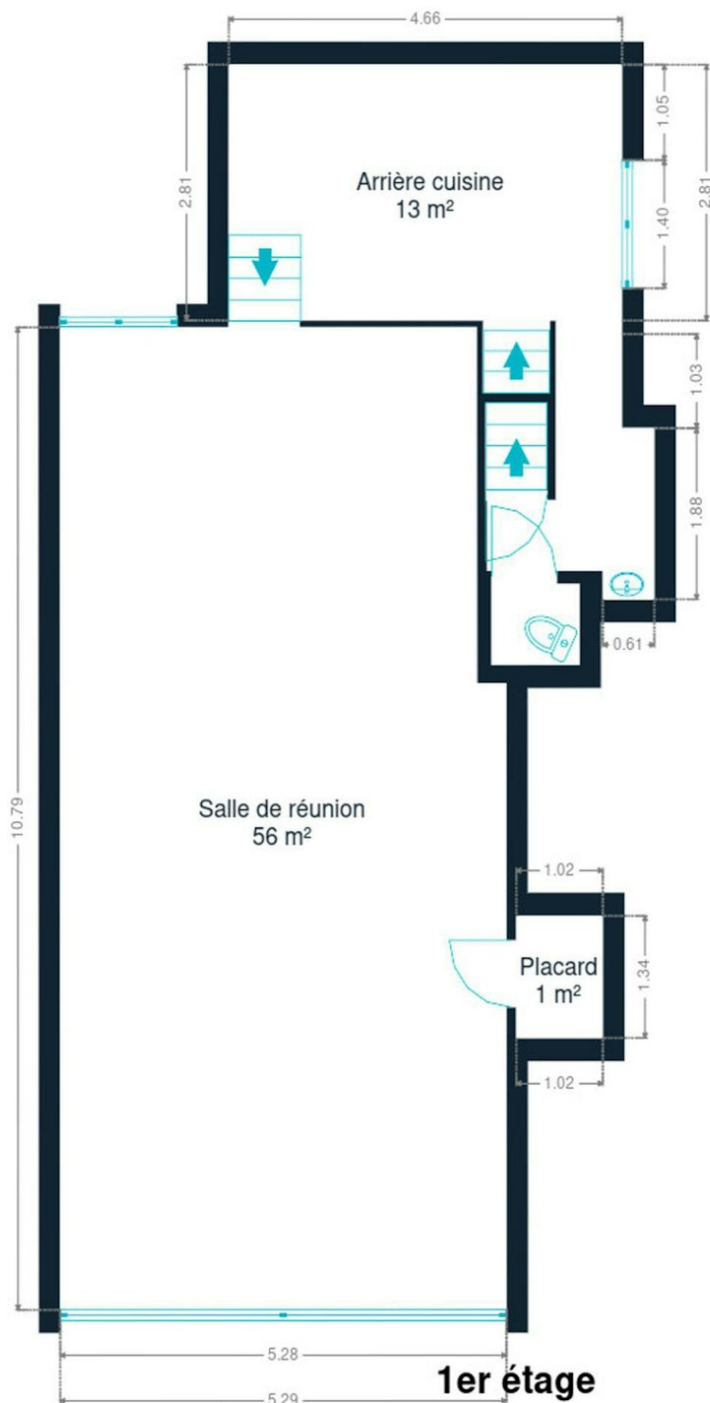 4.66
2.81
1.05
1.40
2.81
Arrière cuisine
13 m²
1.03
1.88
0.61
10.79
Salle de réunion
56 m²
1.02
Placard
1 m²
1.34
1.02
5.28
1er étage
5.29